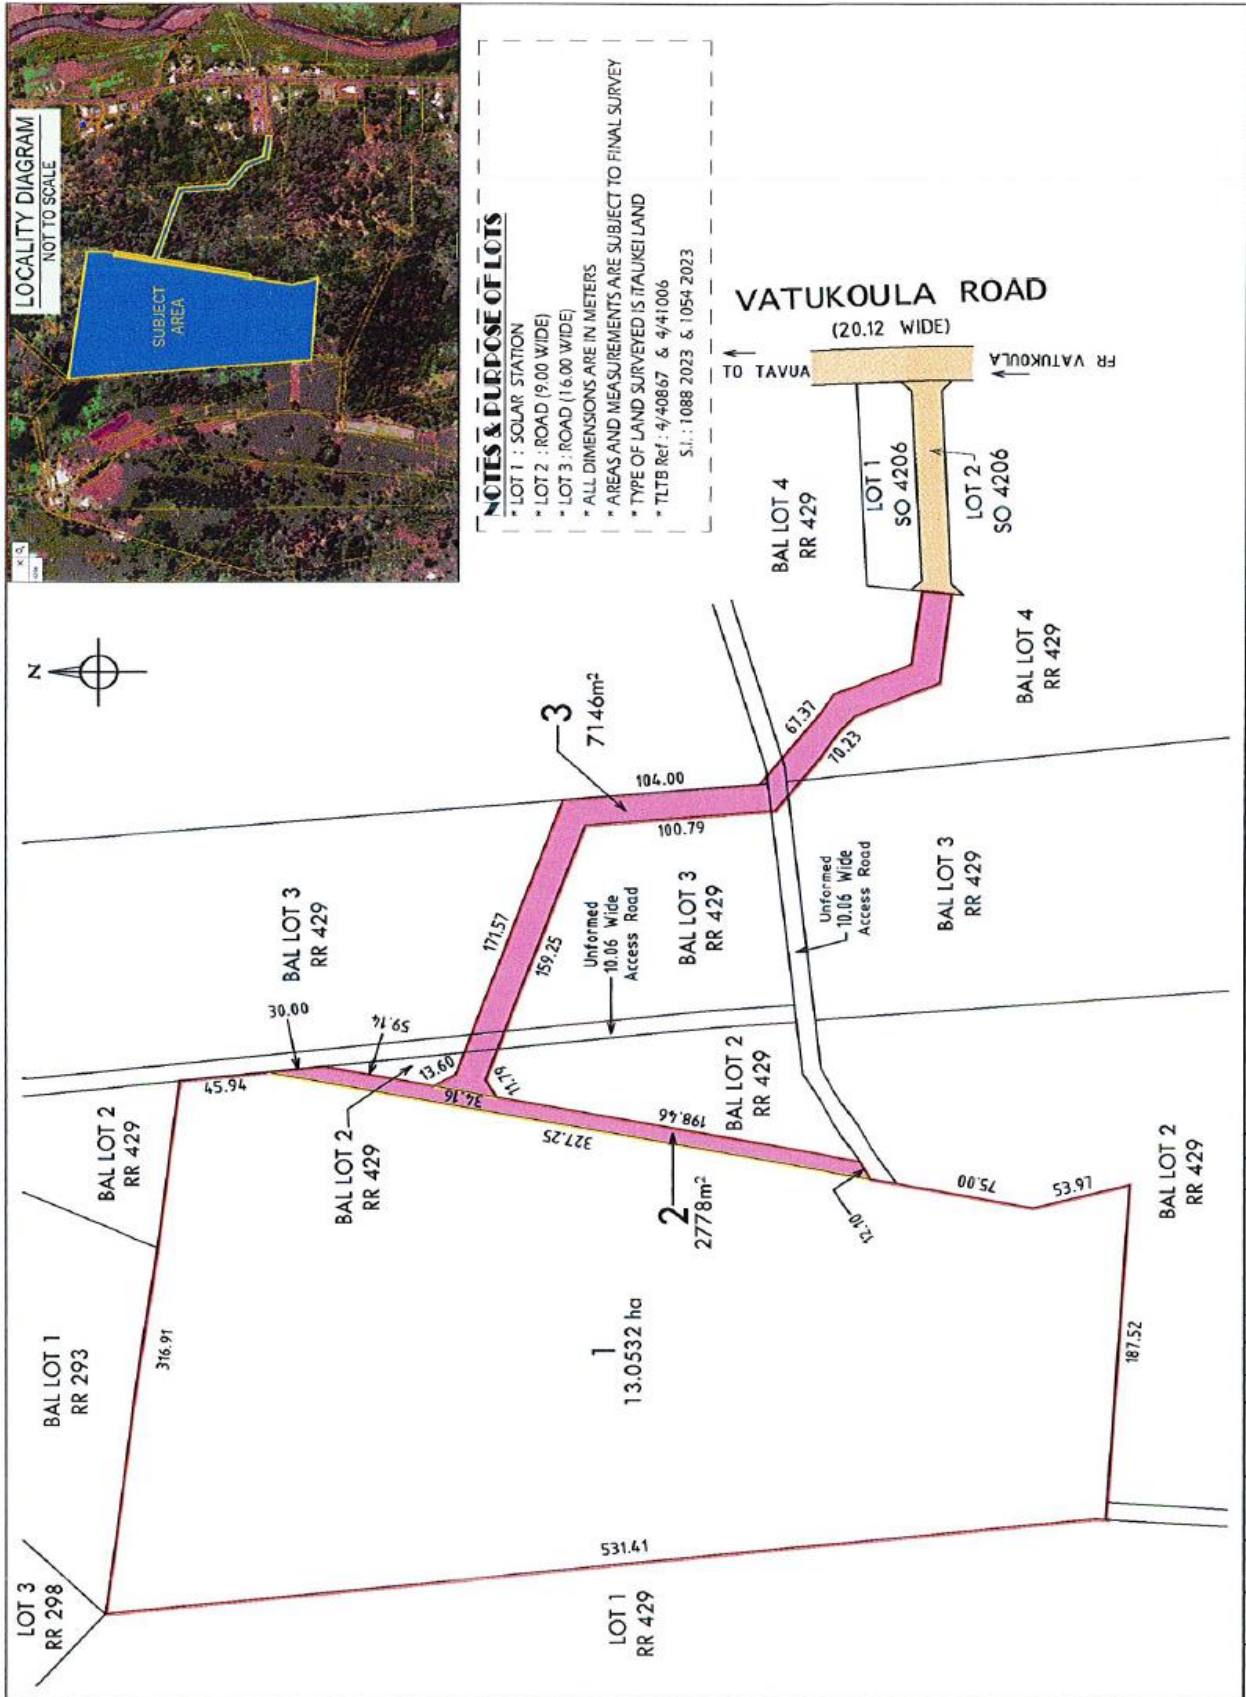 LOCALITY DIAGRAM
NOT TO SCALE
SUBJECT
AREA
NOTES & PURPOSE OF LOTS
* LOT 1 : SOLAR STATION
* LOT 2 : ROAD (9.00 WIDE)
* LOT 3 : ROAD (16.00 WIDE)
* ALL DIMENSIONS ARE IN METERS
* AREAS AND MEASUREMENTS ARE SUBJECT TO FINAL SURVEY
* TYPE OF LAND SURVEYED IS ITAUKEI LAND
* TLTB Ref : 4/40867 & 4/41006
S.I. : 1088 2023 & 1054 2023
N
LOT 3
RR 298
BAL LOT 1
RR 293
BAL LOT 2
RR 429
BAL LOT 3
RR 429
316.91
45.94
30.00
59.14
13.60
34.16
11.79
171.57
159.25
3
7146m²
104.00
100.79
BAL LOT 2
RR 429
327.25
198.46
2
2778m²
12.10
BAL LOT 2
RR 429
Unformed
10.06 Wide
Access Road
BAL LOT 3
RR 429
67.37
70.23
Unformed
10.06 Wide
Access Road
BAL LOT 3
RR 429
BAL LOT 4
RR 429
LOT 1
SO 4206
LOT 2
SO 4206
BAL LOT 4
RR 429
VATUKOULA ROAD
(20.12 WIDE)
TO TAVUA
FR VATUKOULA
1
13.0532 ha
531.41
LOT 1
RR 429
75.00
53.97
187.52
BAL LOT 2
RR 429